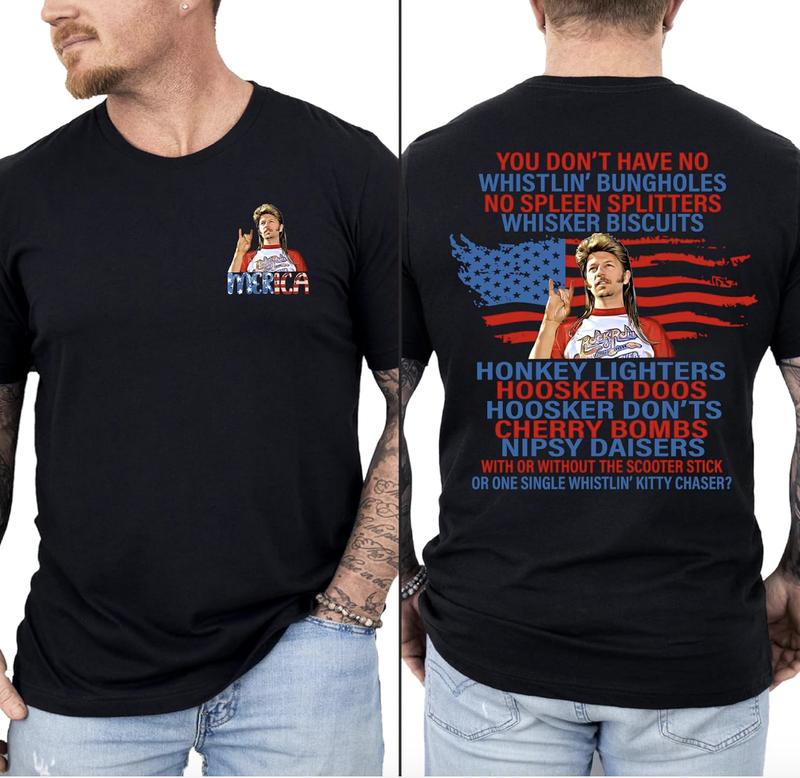 MERICA
YOU DON'T HAVE NO
WHISTLIN' BUNGHOLES
NO SPLEEN SPLITTERS
WHISKER BISCUITS
HONKEY LIGHTERS
HOOSKER DOOS
HOOSKER DON'TS
CHERRY BOMBS
NIPSY DAISERS
WITH OR WITHOUT THE SCOOTER STICK
OR ONE SINGLE WHISTLIN' KITTY CHASER?